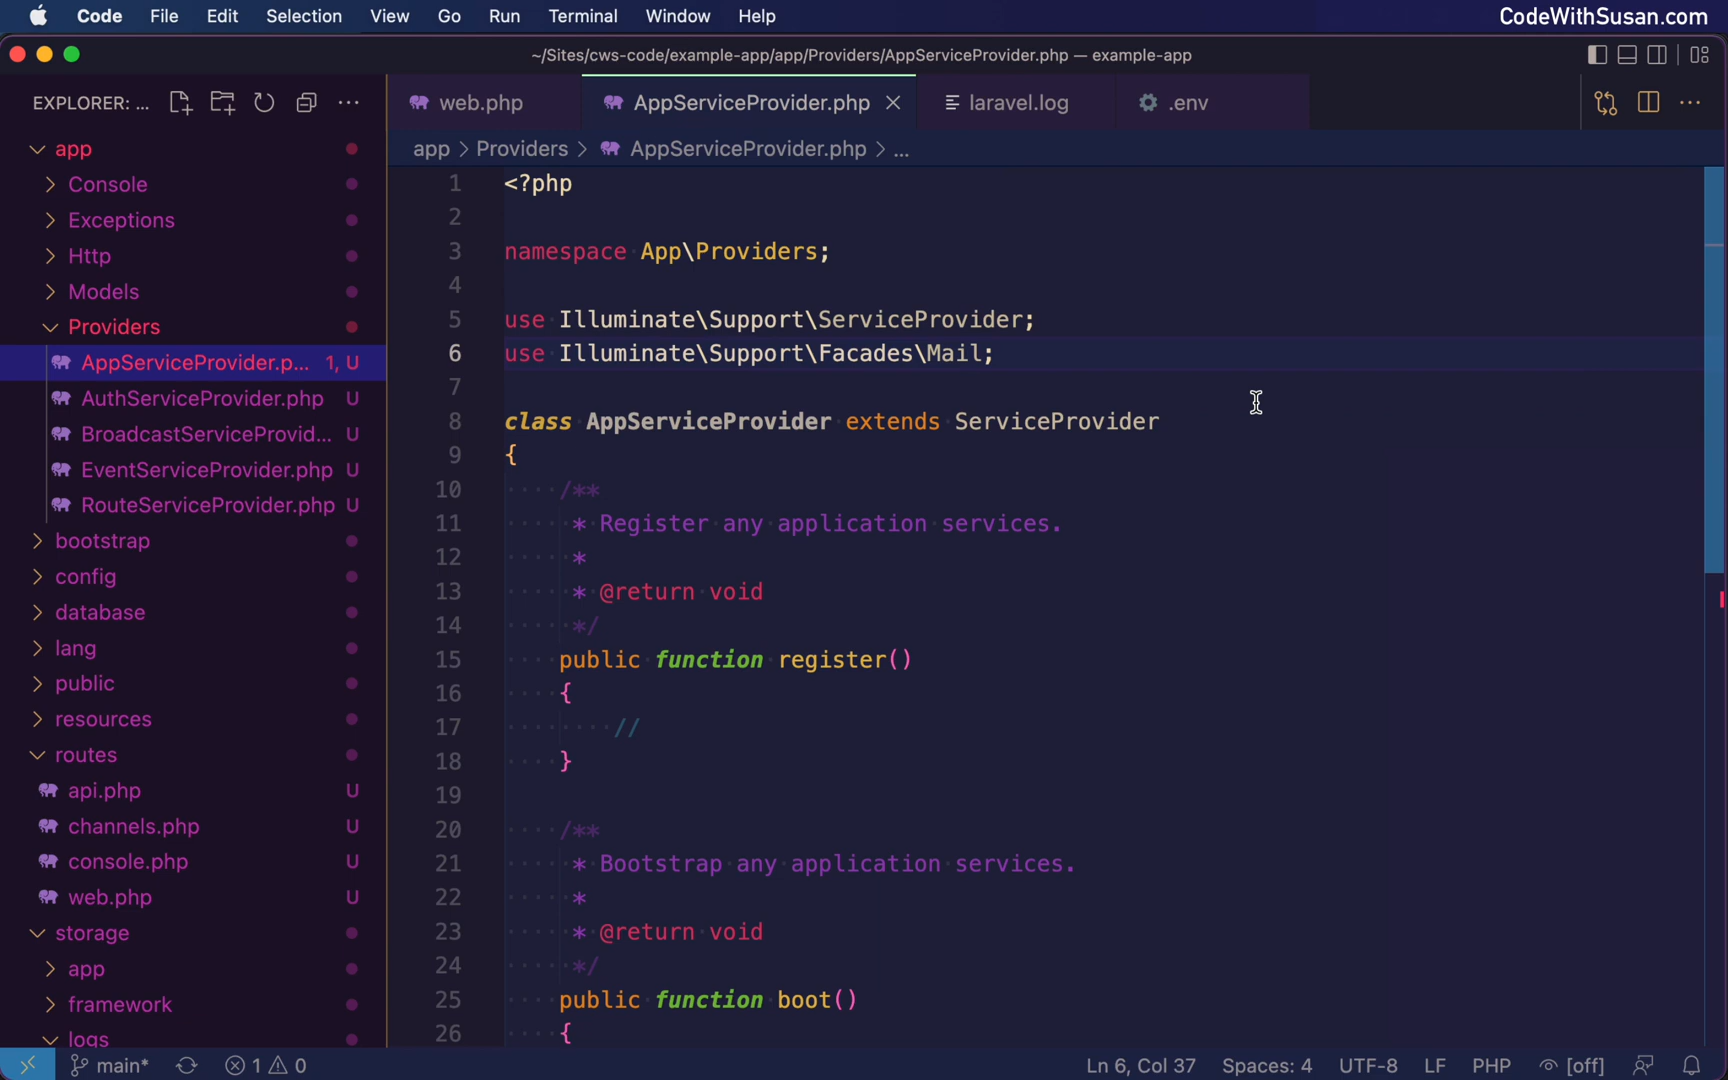 Code File Edit Selection View Go Run Terminal Window Help CodeWithSusan.com
~/Sites/cws-code/example-app/app/Providers/AppServiceProvider.php — example-app
EXPLORER: ...
app
Console
Exceptions
Http
Models
Providers
AppServiceProvider.p... 1, U
AuthServiceProvider.php U
BroadcastServiceProvid...
EventServiceProvider.php U
RouteServiceProvider.php U
bootstrap
config
database
lang
public
resources
routes
api.php U
channels.php U
console.php U
web.php U
storage
app
framework
logs
web.php AppServiceProvider.php laravel.log .env
app > Providers > AppServiceProvider.php > ...
1 <?php
2
3 namespace App\Providers;
4
5 use Illuminate\Support\ServiceProvider;
6 use Illuminate\Support\Facades\Mail;
7
8 class AppServiceProvider extends ServiceProvider
9 {
10 /**
11 * Register any application services.
12 *
13 * @return void
14 */
15 public function register()
16 {
17 //
18 }
19
20 /**
21 * Bootstrap any application services.
22 *
23 * @return void
24 */
25 public function boot()
26 {
main* 1 0 Ln 6, Col 37 Spaces: 4 UTF-8 LF PHP [off]